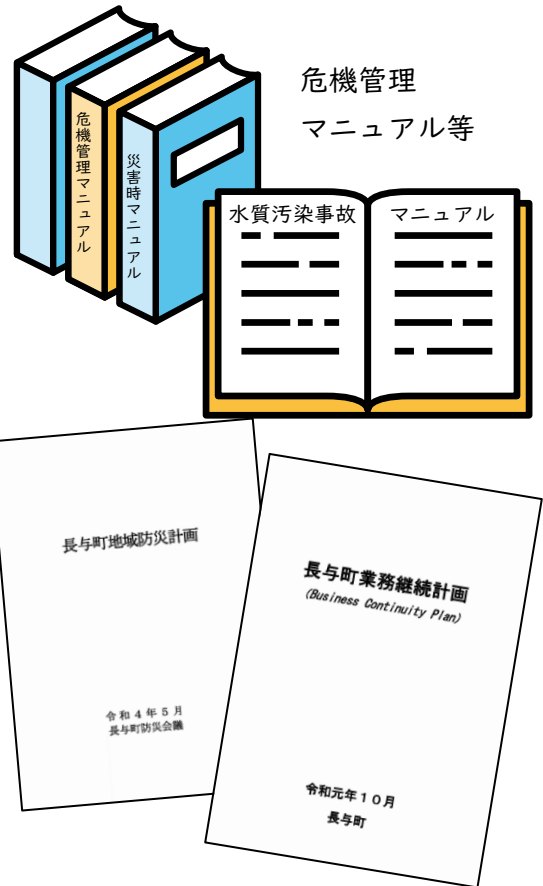 危機管理
マニュアル等
危機管理マニュアル
災害時マニュアル
水質汚染事故 マニュアル
長与町地域防災計画
令和４年５月
長与町防災会議
長与町業務継続計画
(Business Continuity Plan)
令和元年１０月
長与町